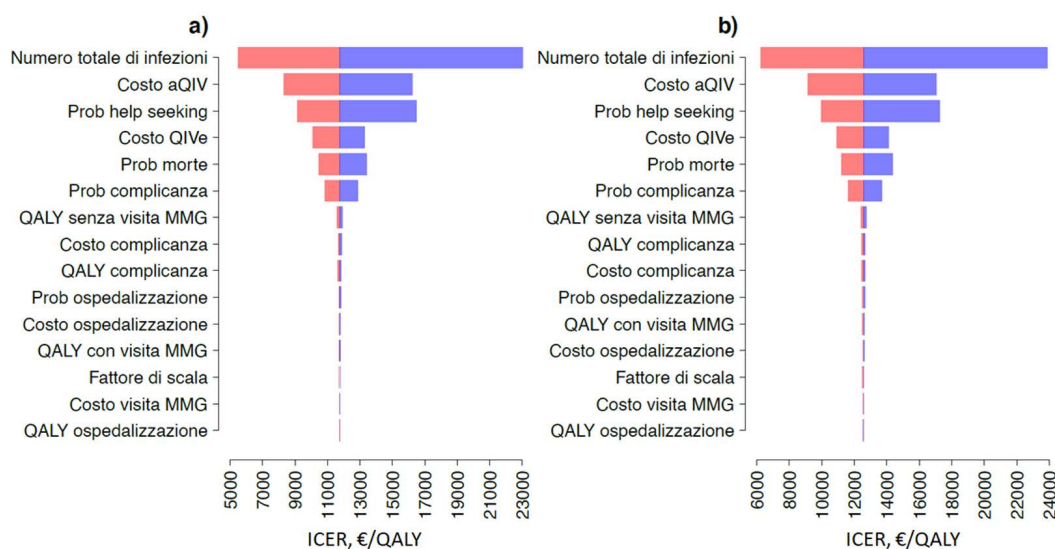 a)
Numero totale di infezioni
Costo aQIV
Prob help seeking
Costo QIVe
Prob morte
Prob complicanza
QALY senza visita MMG
Costo complicanza
QALY complicanza
Prob ospedalizzazione
Costo ospedalizzazione
QALY con visita MMG
Fattore di scala
Costo visita MMG
QALY ospedalizzazione
5000 7000 9000 11000 13000 15000 17000 19000 21000 23000
ICER, €/QALY
b)
Numero totale di infezioni
Costo aQIV
Prob help seeking
Costo QIVe
Prob morte
Prob complicanza
QALY senza visita MMG
QALY complicanza
Costo complicanza
Prob ospedalizzazione
QALY con visita MMG
Costo ospedalizzazione
Fattore di scala
Costo visita MMG
QALY ospedalizzazione
6000 8000 10000 12000 14000 16000 18000 20000 22000 24000
ICER, €/QALY